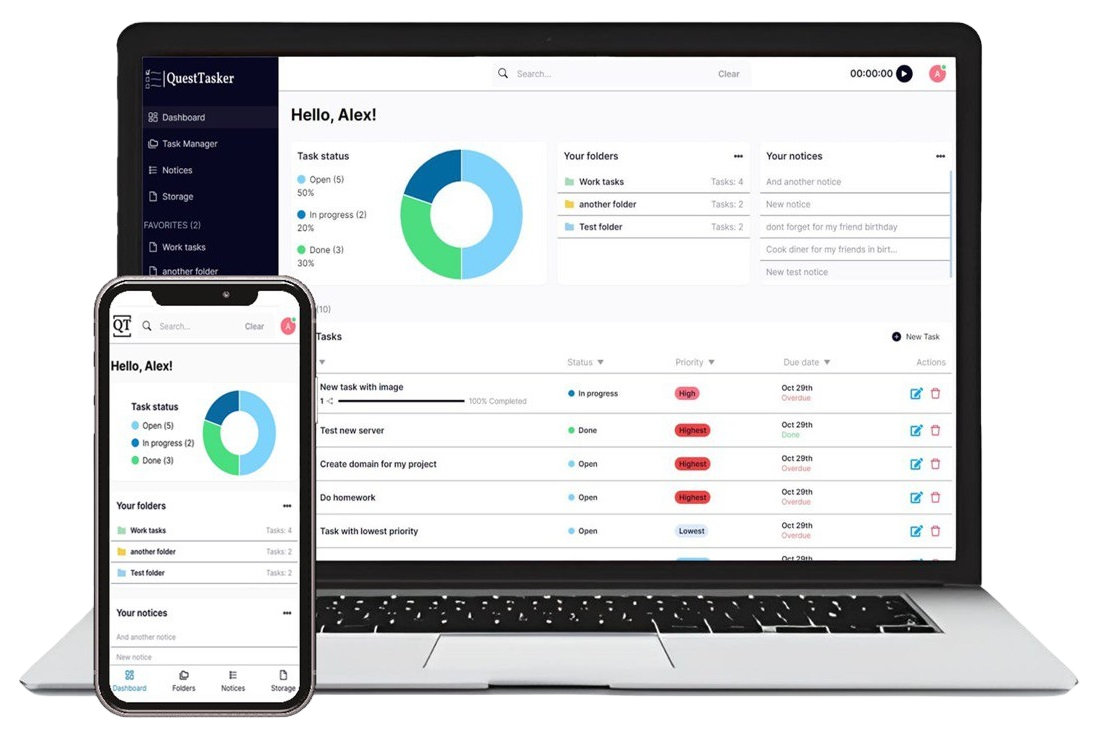 QuestTasker
Search...
Clear
00:00:00
A
Dashboard
Task Manager
Notices
Storage
FAVORITES (2)
Work tasks
another folder
Hello, Alex!
Task status
Open (5)
50%
In progress (2)
20%
Done (3)
30%
Your folders
Work tasks Tasks: 4
another folder Tasks: 2
Test folder Tasks: 2
Your notices
And another notice
New notice
dont forget for my friend birthday
Cook diner for my friends in birt...
New test notice
(10)
Tasks
New Task
Status Priority Due date Actions
New task with image
1 100% Completed
In progress High Oct 29th
Overdue
Test new server Done Highest Oct 29th
Done
Create domain for my project Open Highest Oct 29th
Overdue
Do homework Open Highest Oct 29th
Overdue
Task with lowest priority Open Lowest Oct 29th
Overdue
Oct 29th
QT
Search...
Clear
A
Hello, Alex!
Task status
Open (5)
In progress (2)
Done (3)
Your folders
Work tasks Tasks: 4
another folder Tasks: 2
Test folder Tasks: 2
Your notices
And another notice
New notice
Dashboard Folders Notices Storage